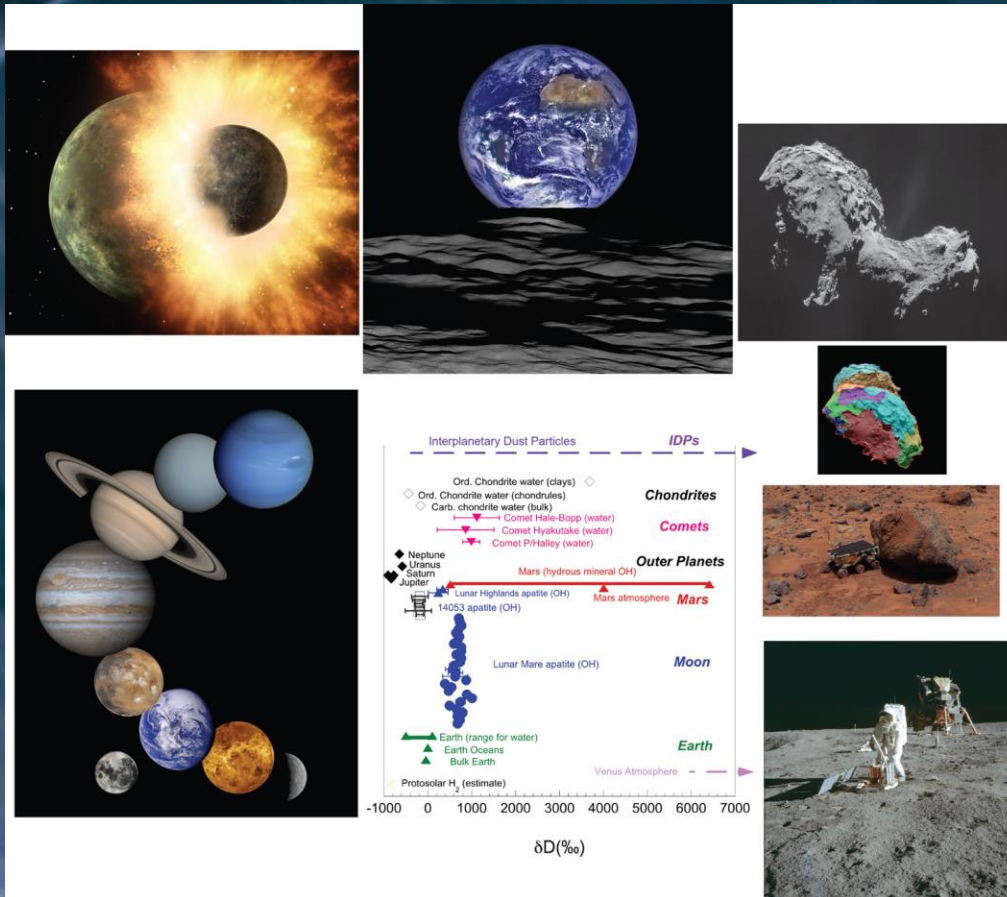 Interplanetary Dust Particles IDPs
Ord. Chondrite water (clays)
Chondrites
Ord. Chondrite water (chondrules)
Carb. chondrite water (bulk)
Comet Hale-Bopp (water)
Comets
Comet Hyakutake (water)
Comet P/Halley (water)
Neptune
Outer Planets
Uranus
Mars (hydrous mineral OH)
Saturn
Jupiter
Lunar Highlands apatite (OH)
Mars atmosphere
Mars
14053 apatite (OH)
Lunar Mare apatite (OH)
Moon
Earth (range for water)
Earth Oceans
Earth
Bulk Earth
Venus Atmosphere
Protosolar H₂ (estimate)
-1000 0 1000 2000 3000 4000 5000 6000 7000
δD(‰)